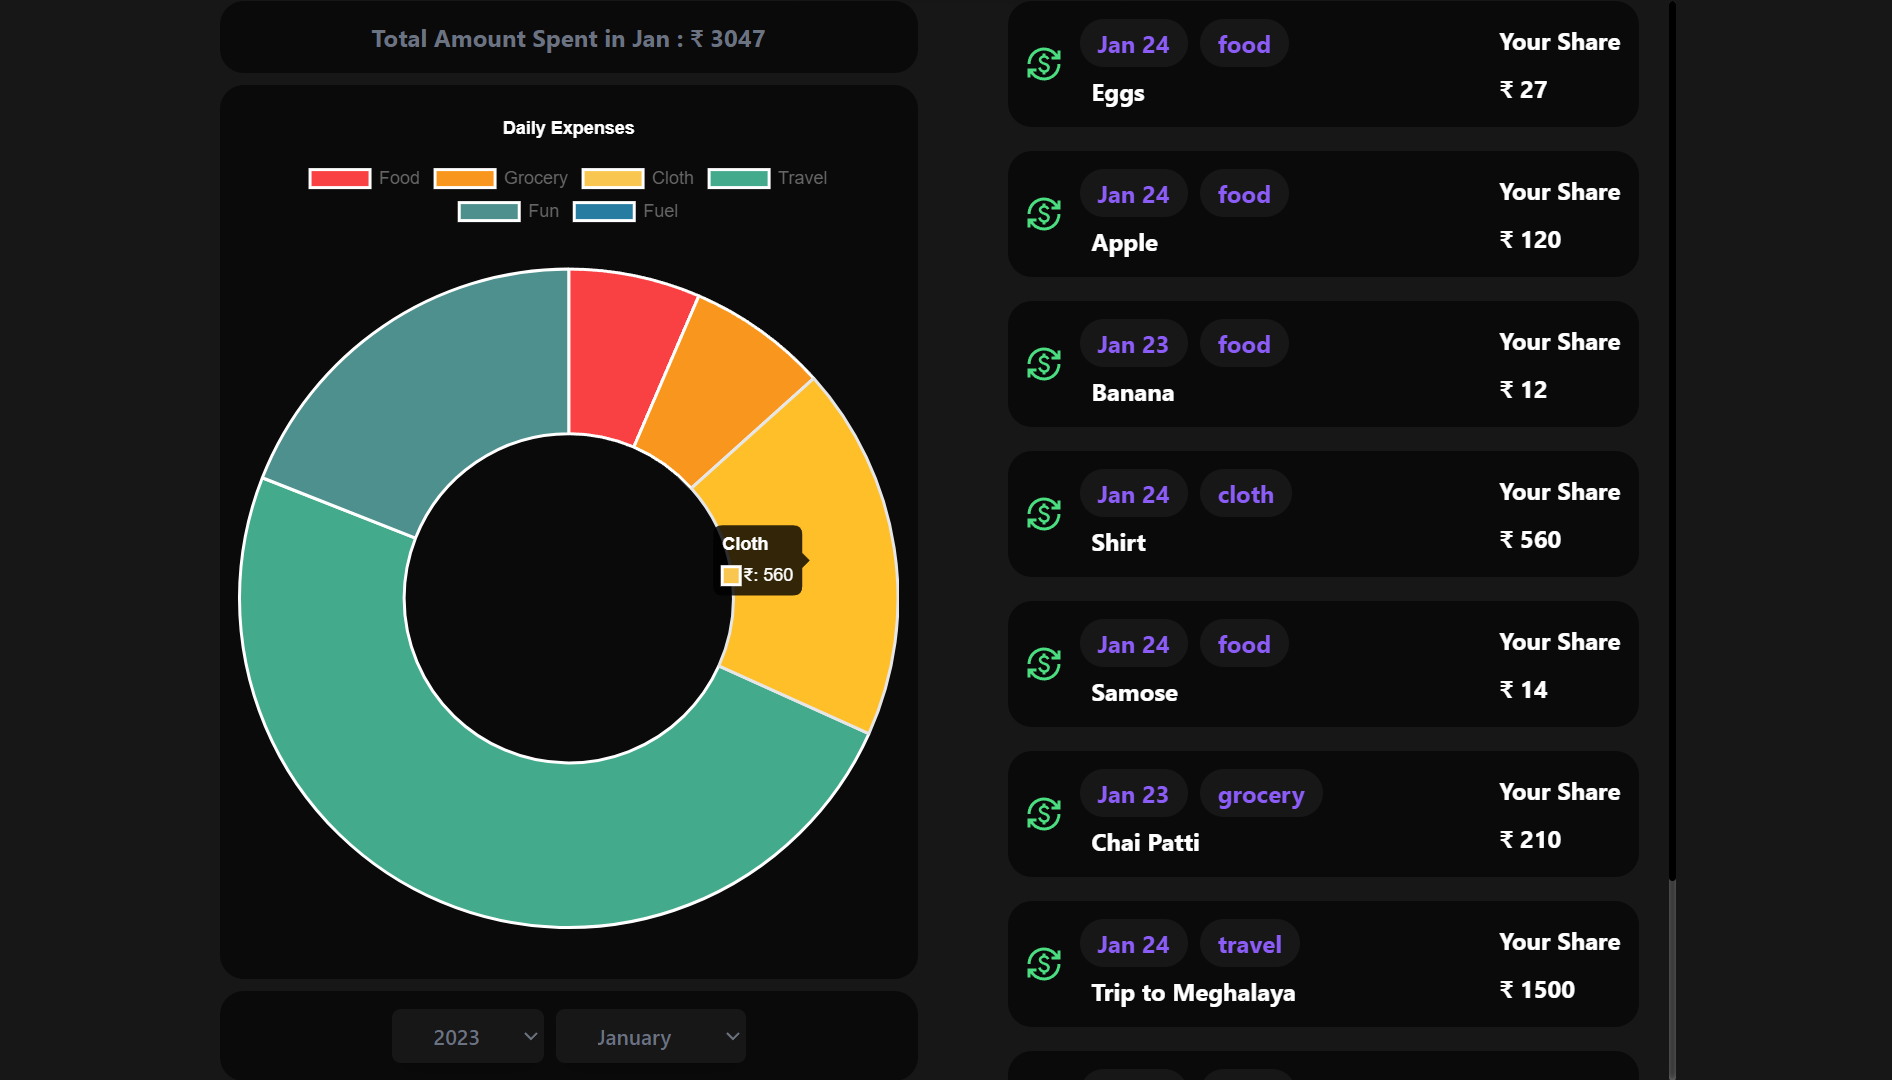 Total Amount Spent in Jan : ₹ 3047
Daily Expenses
Food Grocery Cloth Travel
Fun Fuel
Cloth
₹: 560
2023 January
Jan 24 food Your Share
Eggs ₹ 27
Jan 24 food Your Share
Apple ₹ 120
Jan 23 food Your Share
Banana ₹ 12
Jan 24 cloth Your Share
Shirt ₹ 560
Jan 24 food Your Share
Samose ₹ 14
Jan 23 grocery Your Share
Chai Patti ₹ 210
Jan 24 travel Your Share
Trip to Meghalaya ₹ 1500